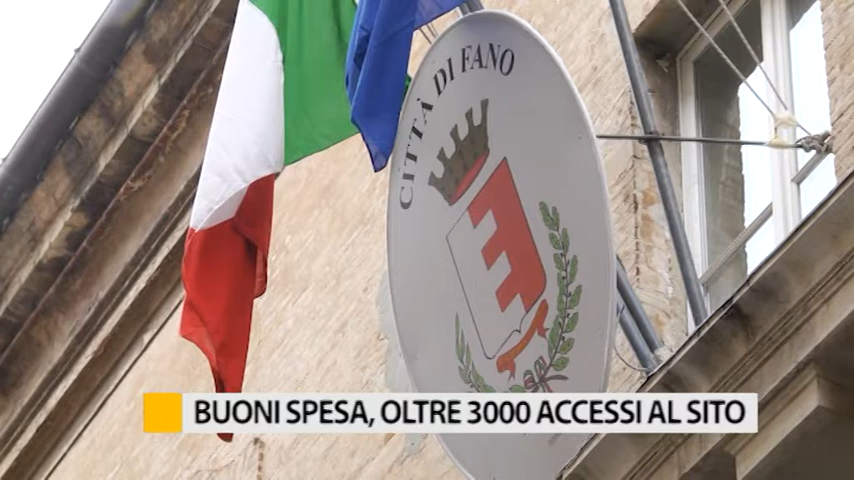 CITTÀ DI FANO
BUONI SPESA, OLTRE 3000 ACCESSI AL SITO